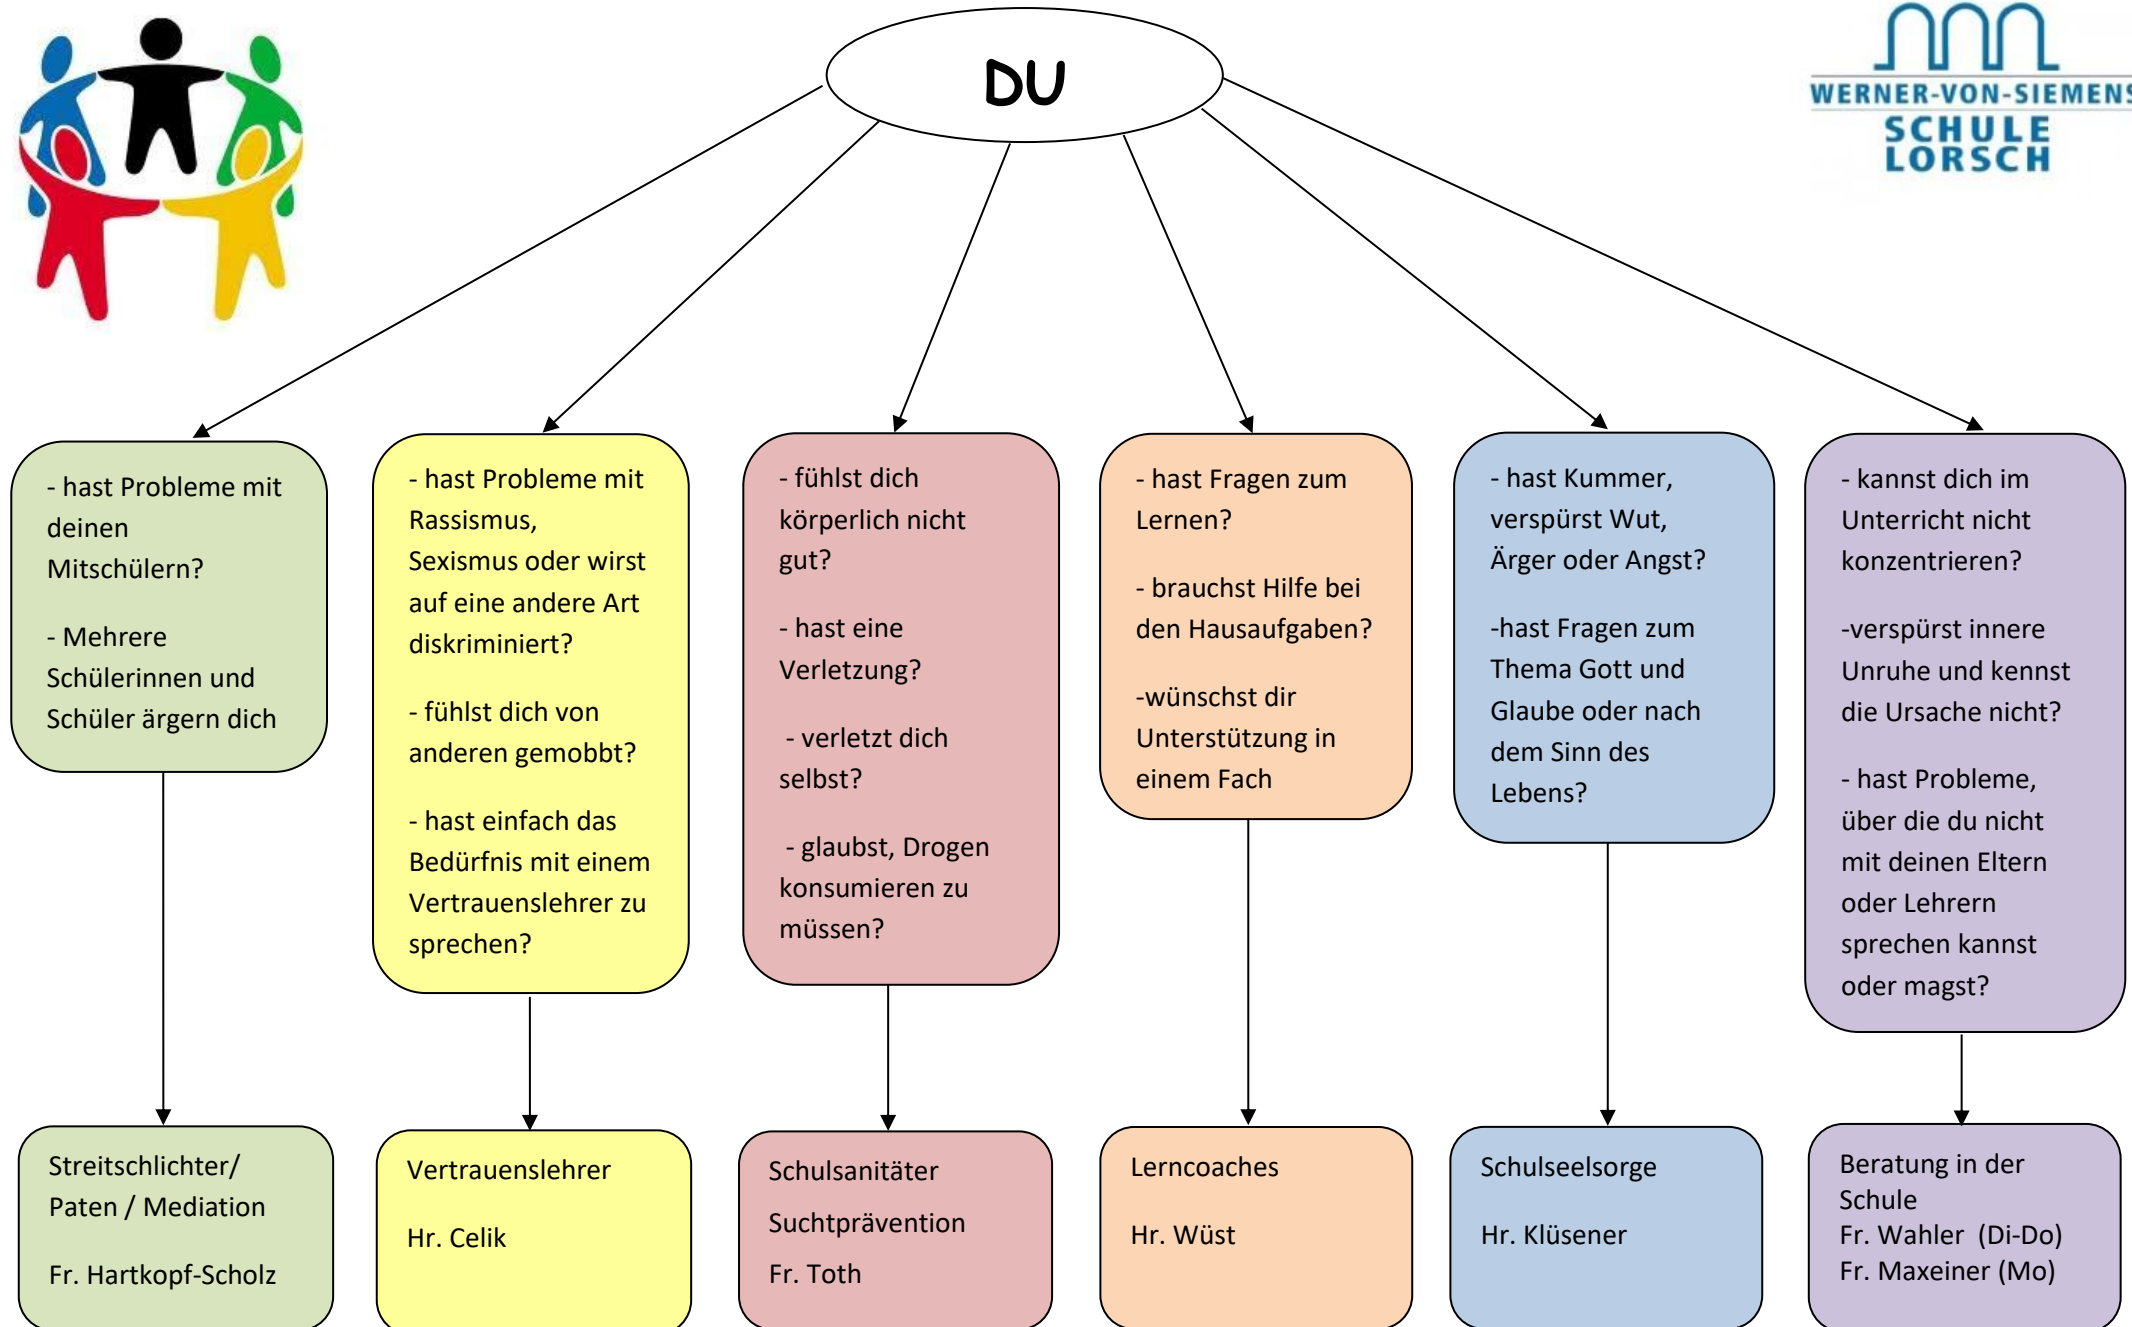 DU
WERNER-VON-SIEMENS
SCHULE
LORSCH
- hast Probleme mit
deinen
Mitschülern?
- Mehrere
Schülerinnen und
Schüler ärgern dich
- hast Probleme mit
Rassismus,
Sexismus oder wirst
auf eine andere Art
diskriminiert?
- fühlst dich von
anderen gemobbt?
- hast einfach das
Bedürfnis mit einem
Vertrauenslehrer zu
sprechen?
- fühlst dich
körperlich nicht
gut?
- hast eine
Verletzung?
- verletzt dich
selbst?
- glaubst, Drogen
konsumieren zu
müssen?
- hast Fragen zum
Lernen?
- brauchst Hilfe bei
den Hausaufgaben?
-wünschst dir
Unterstützung in
einem Fach
- hast Kummer,
verspürst Wut,
Ärger oder Angst?
-hast Fragen zum
Thema Gott und
Glaube oder nach
dem Sinn des
Lebens?
- kannst dich im
Unterricht nicht
konzentrieren?
-verspürst innere
Unruhe und kennst
die Ursache nicht?
- hast Probleme,
über die du nicht
mit deinen Eltern
oder Lehrern
sprechen kannst
oder magst?
Streitschlichter/
Paten / Mediation
Fr. Hartkopf-Scholz
Vertrauenslehrer
Hr. Celik
Schulsanitäter
Suchtprävention
Fr. Toth
Lerncoaches
Hr. Wüst
Schulseelsorge
Hr. Klüsener
Beratung in der
Schule
Fr. Wahler (Di-Do)
Fr. Maxeiner (Mo)